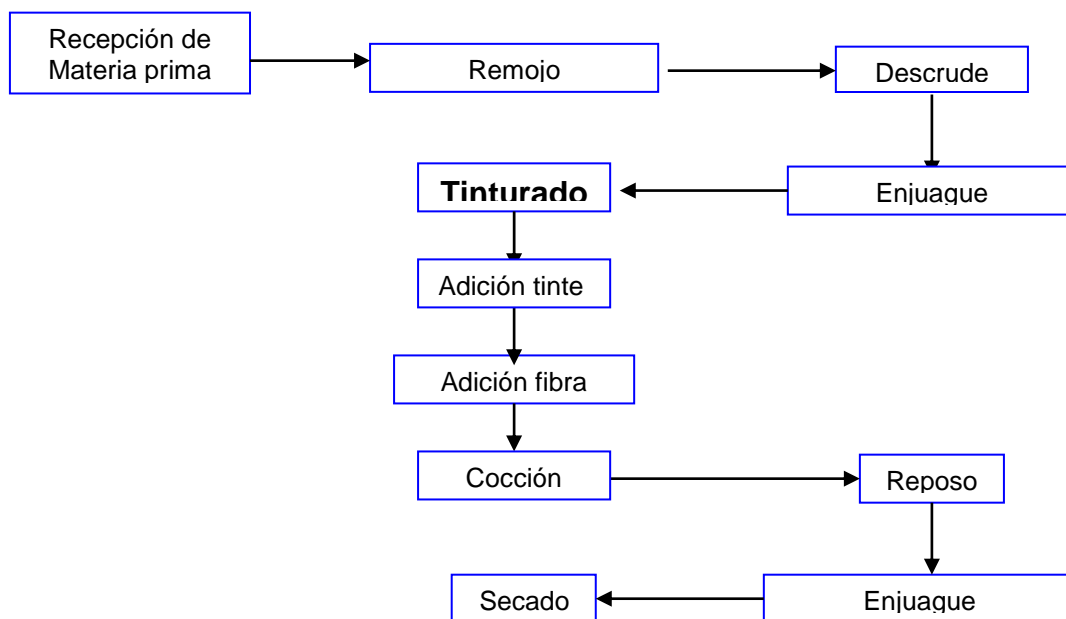 Recepción de
Materia prima
Remojo
Descrude
Enjuague
Tinturado
Adición tinte
Adición fibra
Cocción
Reposo
Enjuague
Secado